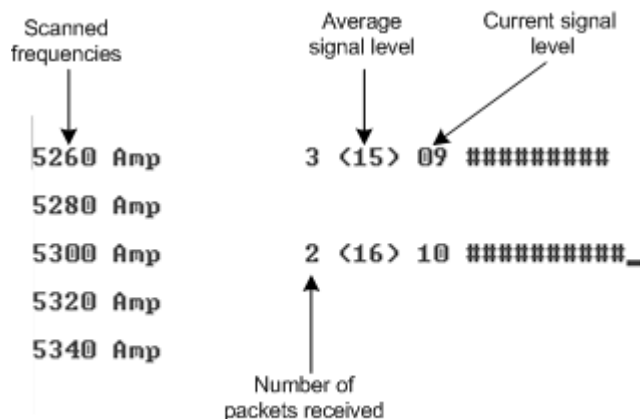 Scanned
frequencies
Average
signal level
Current signal
level
5260 Amp 3 <15> 09 #########
5280 Amp
5300 Amp 2 <16> 10 ##########_
5320 Amp
5340 Amp
Number of
packets received